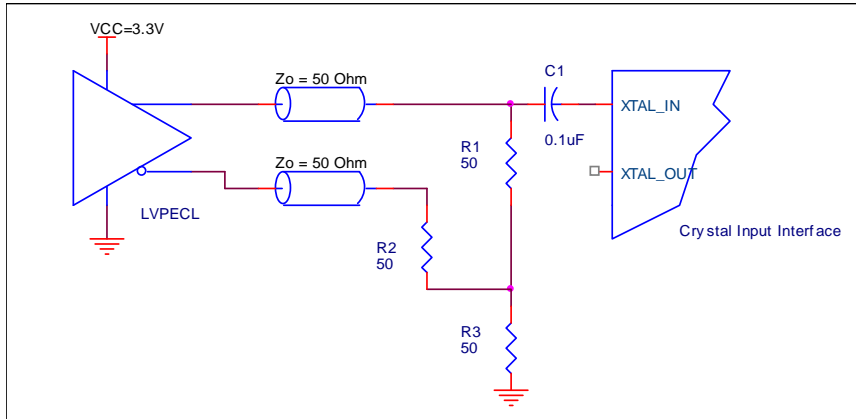 VCC=3.3V
Zo = 50 Ohm
C1
XTAL_IN
R1
50
0.1uF
Zo = 50 Ohm
XTAL_OUT
LVPECL
Crystal Input Interface
R2
50
R3
50